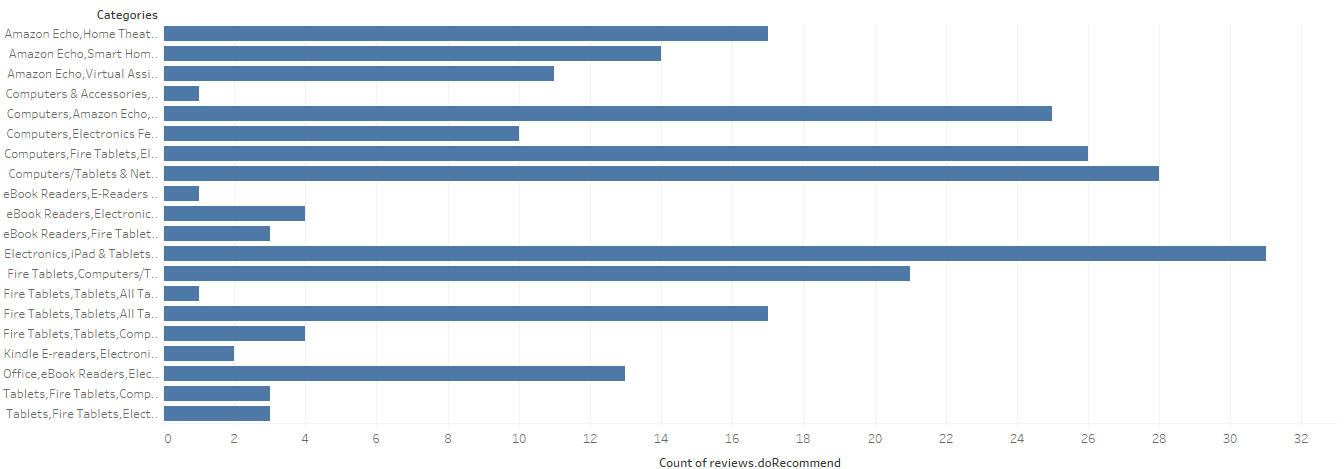 Categories
Amazon Echo,Home Theat..
Amazon Echo,Smart Hom..
Amazon Echo,Virtual Assi..
Computers & Accessories,..
Computers,Amazon Echo,..
Computers,Electronics Fe..
Computers,Fire Tablets,El..
Computers/Tablets & Net..
eBook Readers,E-Readers ..
eBook Readers,Electronic..
eBook Readers,Fire Tablet..
Electronics,iPad & Tablets..
Fire Tablets,Computers/T..
Fire Tablets,Tablets,All Ta..
Fire Tablets,Tablets,All Ta..
Fire Tablets,Tablets,Comp..
Kindle E-readers,Electroni..
Office,eBook Readers,Elec..
Tablets,Fire Tablets,Comp..
Tablets,Fire Tablets,Elect..
0 2 4 6 8 10 12 14 16 18 20 22 24 26 28 30 32
Count of reviews.doRecommend